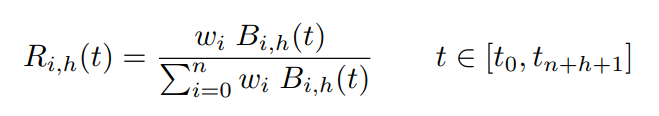 R_{i,h}(t) = \frac{w_i \ B_{i,h}(t)}{\sum_{i=0}^{n} w_i \ B_{i,h}(t)} \qquad t \in [t_0, t_{n+h+1}]